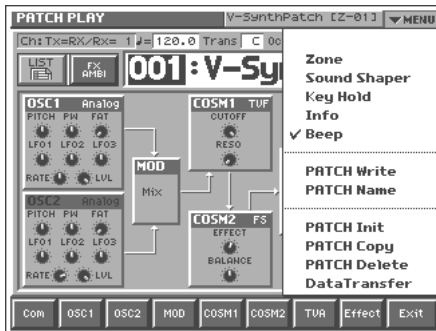 PATCH PLAY V-SynthPatch [Z-01] ▼MENU
Ch:Tx=RX/Rx= 1 ♩= 120.0 Trans C Oc
LIST FX AMBI 001:V-Sy
Zone
Sound Shaper
Key Hold
Info
✓ Beep
PATCH Write
PATCH Name
PATCH Init
PATCH Copy
PATCH Delete
DataTransfer
OSC1 Analog
PITCH PW FAT
LFO1 LFO2 LFO3
RATE LVL
OSC2 Analog
PITCH PW FAT
LFO1 LFO2 LFO3
RATE LVL
MOD
Mix
COSM1 TVF
CUTOFF
RESO
COSM2 FS
EFFECT
BALANCE
Com OSC1 OSC2 MOD COSM1 COSM2 TVA Effect Exit